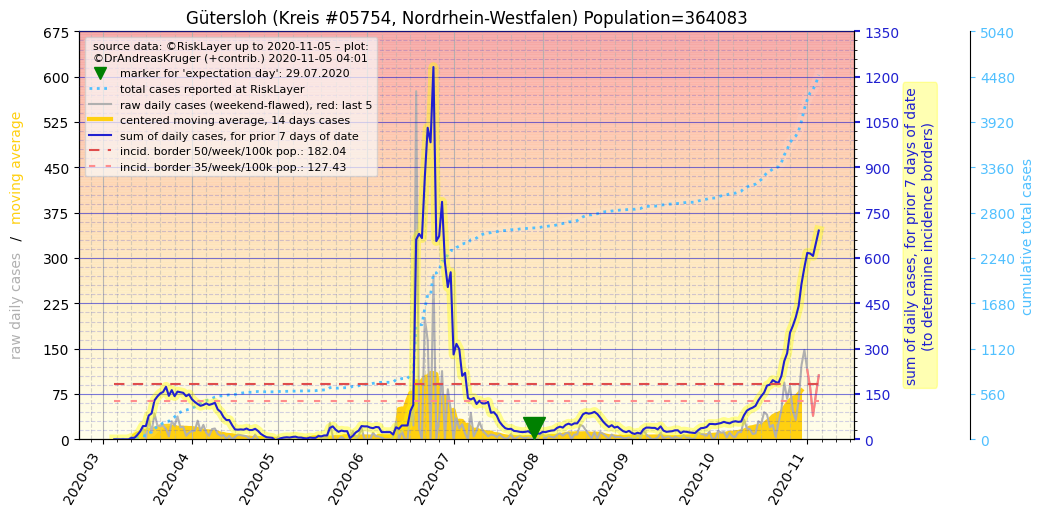 Gütersloh (Kreis #05754, Nordrhein-Westfalen) Population=364083
source data: ©RiskLayer up to 2020-11-05 – plot:
©DrAndreasKruger (+contrib.) 2020-11-05 04:01
marker for 'expectation day': 29.07.2020
total cases reported at RiskLayer
raw daily cases (weekend-flawed), red: last 5
centered moving average, 14 days cases
sum of daily cases, for prior 7 days of date
incid. border 50/week/100k pop.: 182.04
incid. border 35/week/100k pop.: 127.43
raw daily cases / moving average
675
600
525
450
375
300
225
150
75
0
2020-03
2020-04
2020-05
2020-06
2020-07
2020-08
2020-09
2020-10
2020-11
1350
1200
1050
900
750
600
450
300
150
0
sum of daily cases, for prior 7 days of date
(to determine incidence borders)
5040
4480
3920
3360
2800
2240
1680
1120
560
0
cumulative total cases